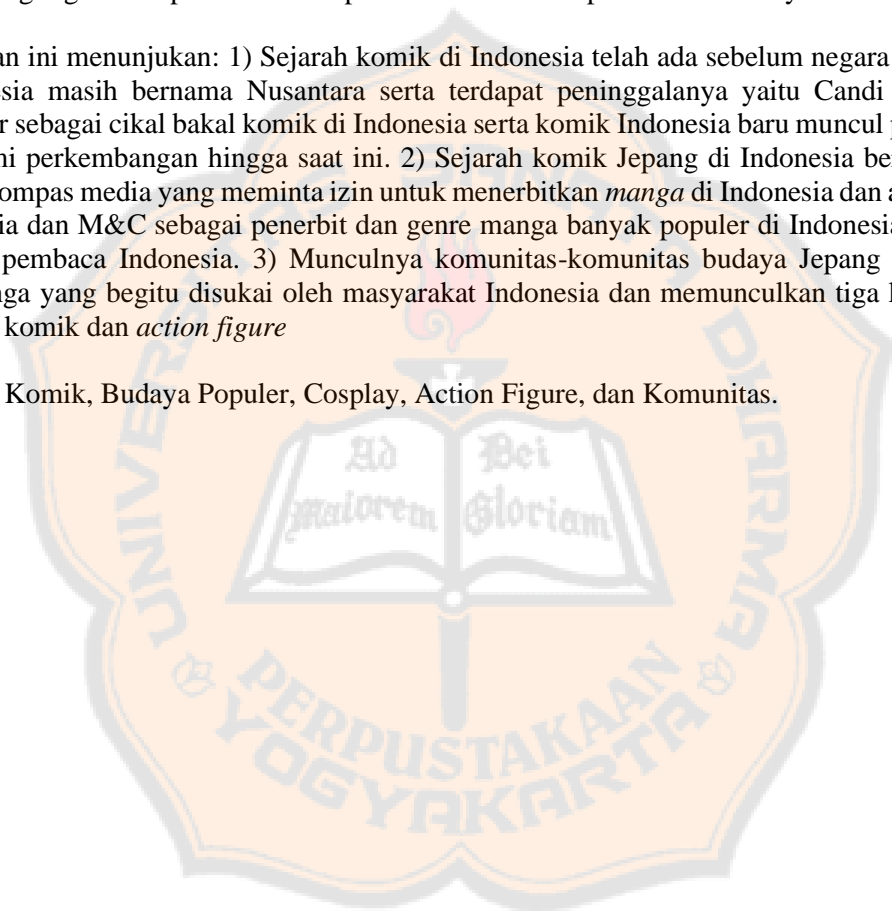 an ini menunjukan: 1) Sejarah komik di Indonesia telah ada sebelum negara
esia masih bernama Nusantara serta terdapat peninggalanya yaitu Candi
r sebagai cikal bakal komik di Indonesia serta komik Indonesia baru muncul p
ni perkembangan hingga saat ini. 2) Sejarah komik Jepang di Indonesia be
ompas media yang meminta izin untuk menerbitkan manga di Indonesia dan a
ia dan M&C sebagai penerbit dan genre manga banyak populer di Indonesia
pembaca Indonesia. 3) Munculnya komunitas-komunitas budaya Jepang
nga yang begitu disukai oleh masyarakat Indonesia dan memunculkan tiga
komik dan action figure
Komik, Budaya Populer, Cosplay, Action Figure, dan Komunitas.
UNIVERSITAS SANATA DHARMA
Ad Dei
Maiorem Gloriam
PERPUSTAKAAN
YOGYAKARTA